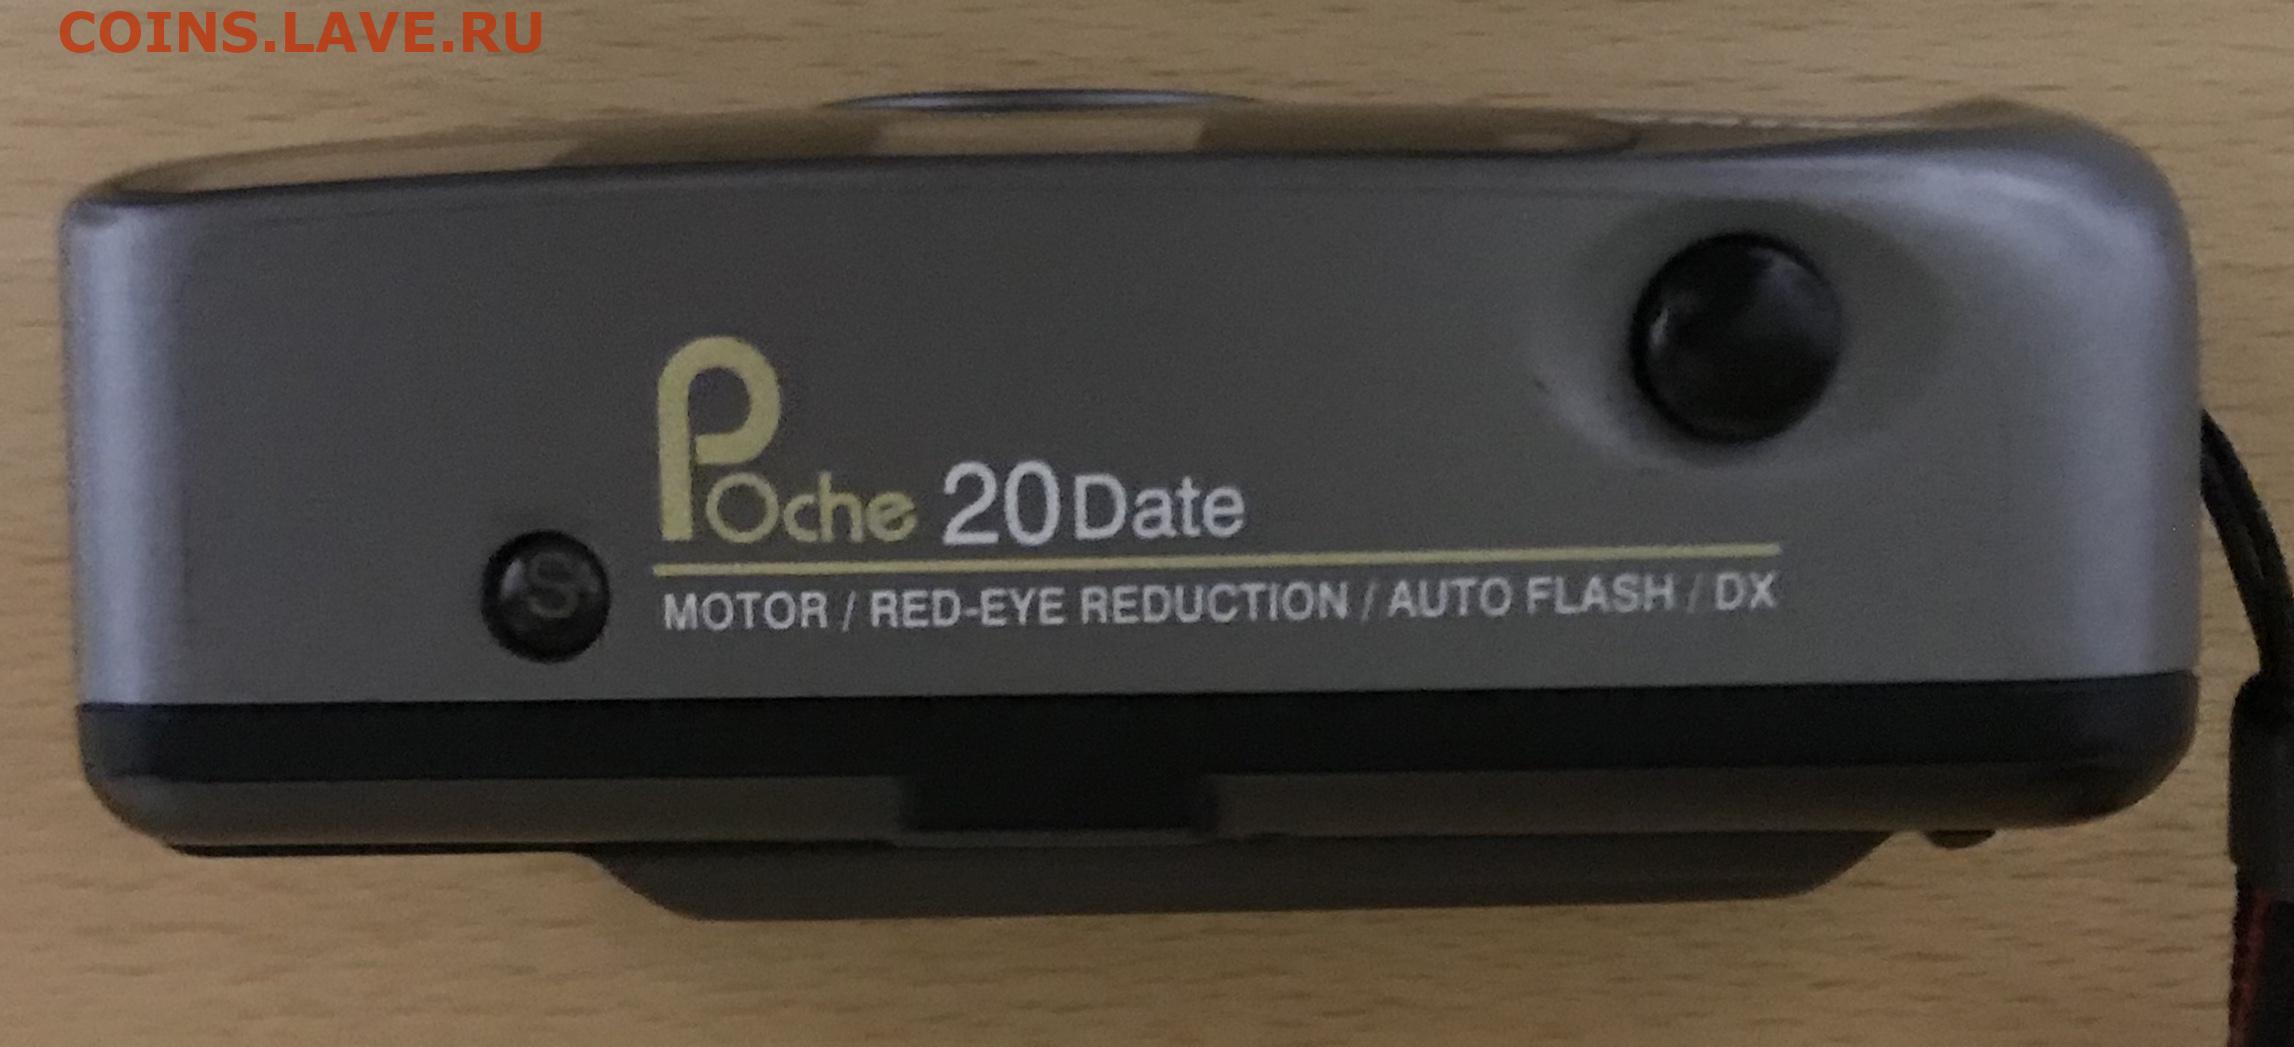 COINS.LAVE.RU
Poche 20 Date
S
MOTOR / RED-EYE REDUCTION / AUTO FLASH / DX